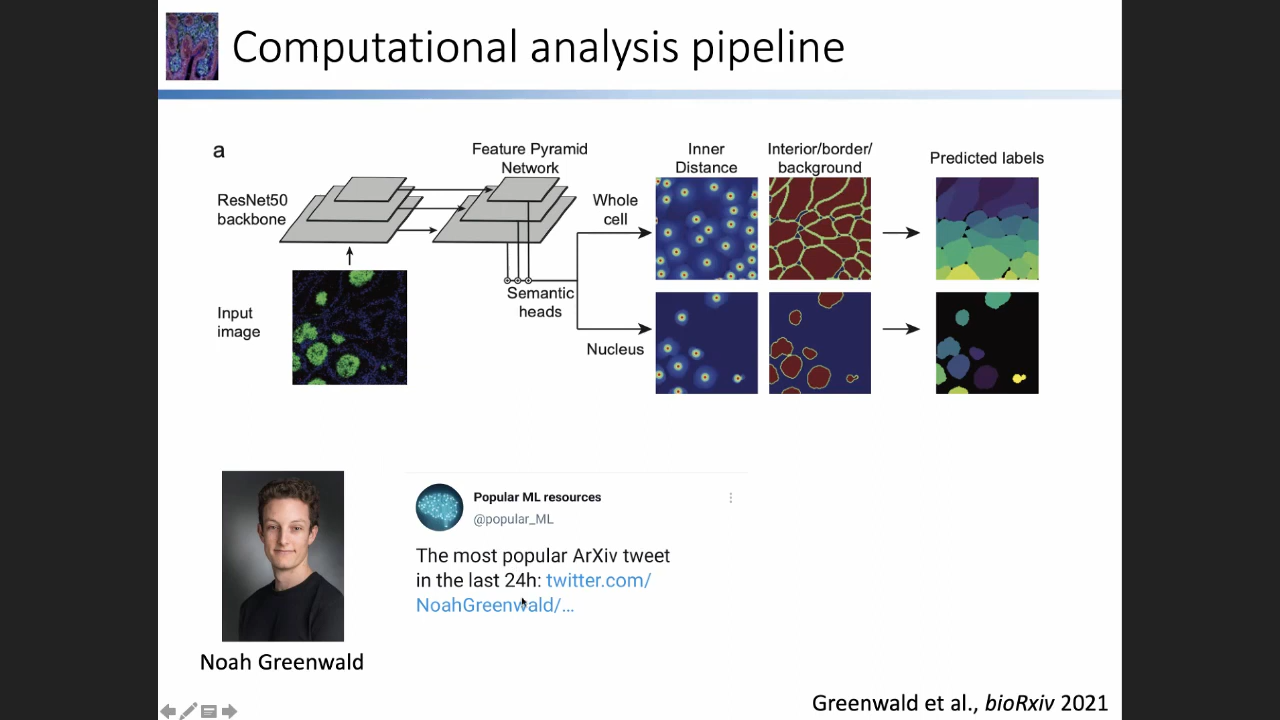 Computational analysis pipeline
a
Feature Pyramid
Network
ResNet50
backbone
Input
image
Semantic
heads
Whole
cell
Nucleus
Inner
Distance
Interior/border/
background
Predicted labels
Noah Greenwald
Popular ML resources
@popular_ML
The most popular ArXiv tweet
in the last 24h: twitter.com/
NoahGreenwald/...
Greenwald et al., bioRxiv 2021